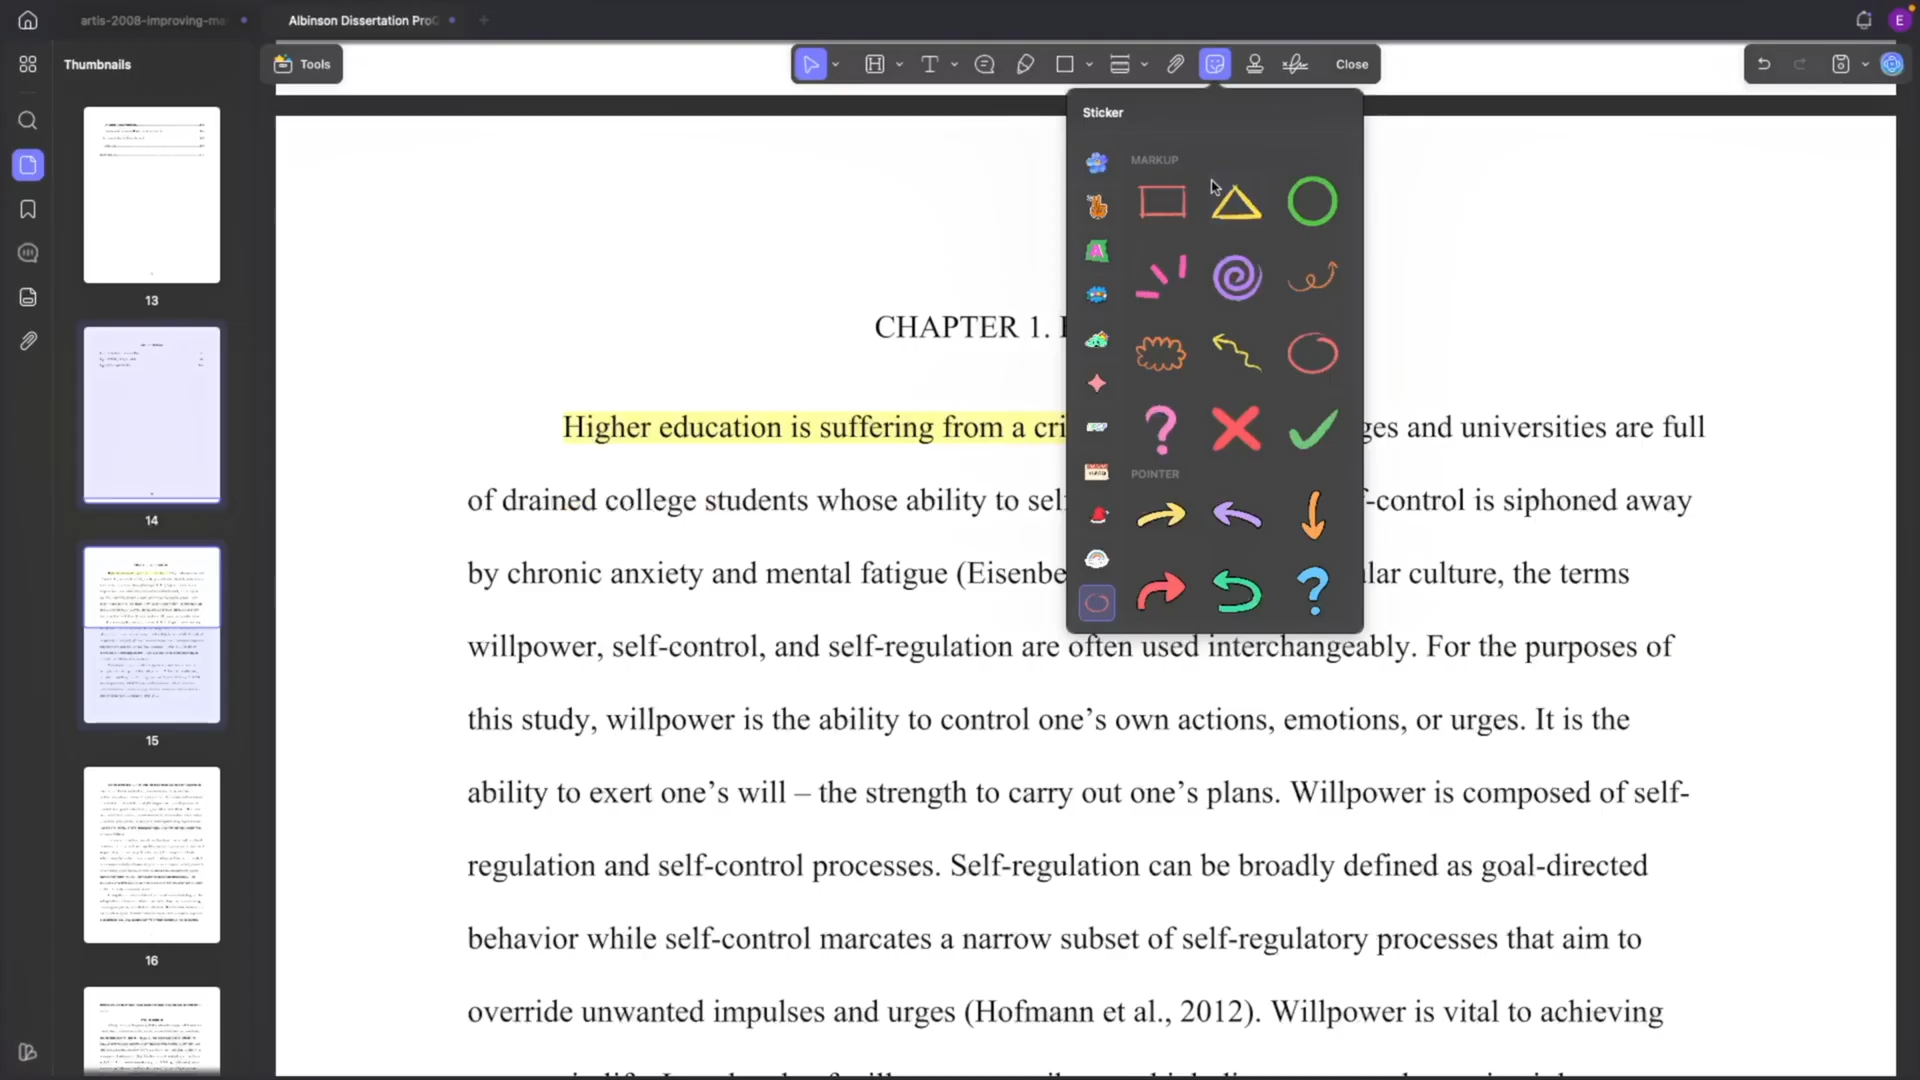 artis-2008-improving-me
Albinson Dissertation Pro
E
Thumbnails
Tools
Close
Sticker
MARKUP
POINTER
13
14
15
16
CHAPTER 1.
Higher education is suffering from a cri ges and universities are full
of drained college students whose ability to sel f-control is siphoned away
by chronic anxiety and mental fatigue (Eisenbe lar culture, the terms
willpower, self-control, and self-regulation are often used interchangeably. For the purposes of
this study, willpower is the ability to control one’s own actions, emotions, or urges. It is the
ability to exert one’s will – the strength to carry out one’s plans. Willpower is composed of self-
regulation and self-control processes. Self-regulation can be broadly defined as goal-directed
behavior while self-control marcates a narrow subset of self-regulatory processes that aim to
override unwanted impulses and urges (Hofmann et al., 2012). Willpower is vital to achieving